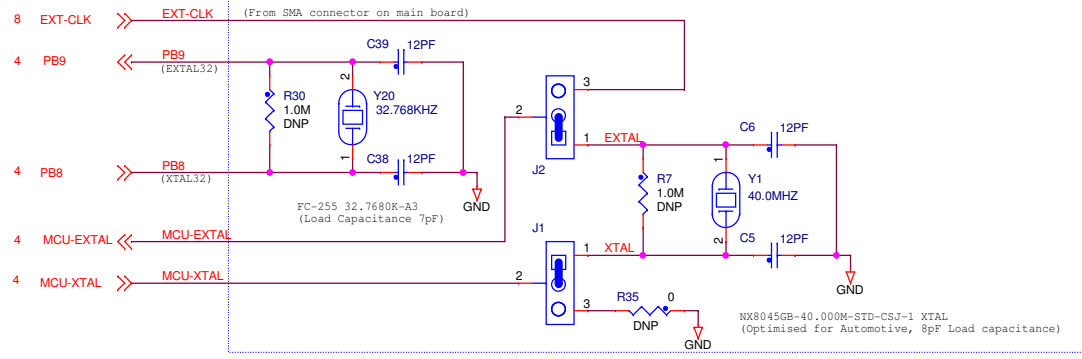 8 EXT-CLK EXT-CLK (From SMA connector on main board)
4 PB9 PB9
(EXTAL32)
C39 12PF
2
R30
1.0M
DNP
Y20
32.768KHZ
1
C38 12PF
4 PB8 PB8
(XTAL32)
GND
FC-255 32.7680K-A3
(Load Capacitance 7pF)
3
2
1
J2
EXTAL
C6 12PF
1
R7
1.0M
DNP
Y1
40.0MHZ
2
C5 12PF
4 MCU-EXTAL MCU-EXTAL
J1
1 XTAL
2
4 MCU-XTAL MCU-XTAL
3
R35 0
DNP
GND
GND
NX8045GB-40.000M-STD-CSJ-1 XTAL
(Optimised for Automotive, 8pF Load capacitance)